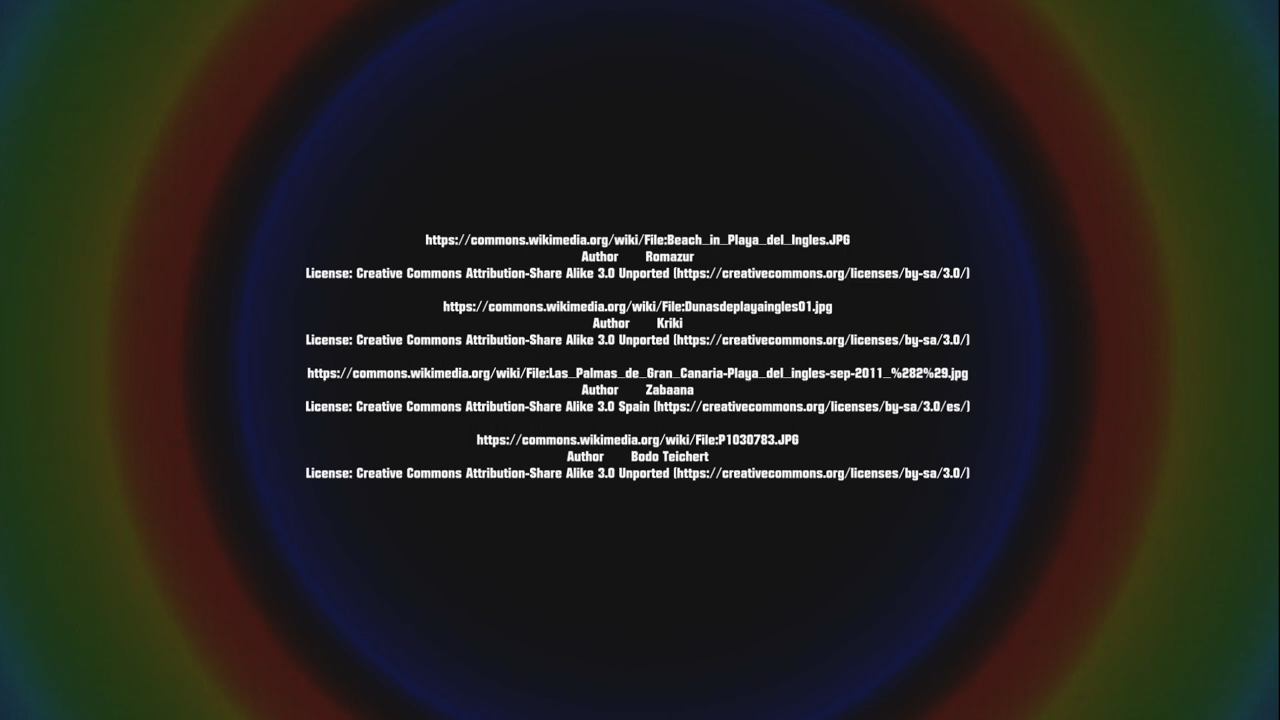 https://commons.wikimedia.org/wiki/File:Beach_in_Playa_del_Ingles.JPG
Author Romazur
License: Creative Commons Attribution-Share Alike 3.0 Unported (https://creativecommons.org/licenses/by-sa/3.0/)
https://commons.wikimedia.org/wiki/File:Dunasdeplayaingles01.jpg
Author Kriki
License: Creative Commons Attribution-Share Alike 3.0 Unported (https://creativecommons.org/licenses/by-sa/3.0/)
https://commons.wikimedia.org/wiki/File:Las_Palmas_de_Gran_Canaria-Playa_del_ingles-sep-2011_%282%29.jpg
Author Zabaana
License: Creative Commons Attribution-Share Alike 3.0 Spain (https://creativecommons.org/licenses/by-sa/3.0/es/)
https://commons.wikimedia.org/wiki/File:P1030783.JPG
Author Bodo Teichert
License: Creative Commons Attribution-Share Alike 3.0 Unported (https://creativecommons.org/licenses/by-sa/3.0/)